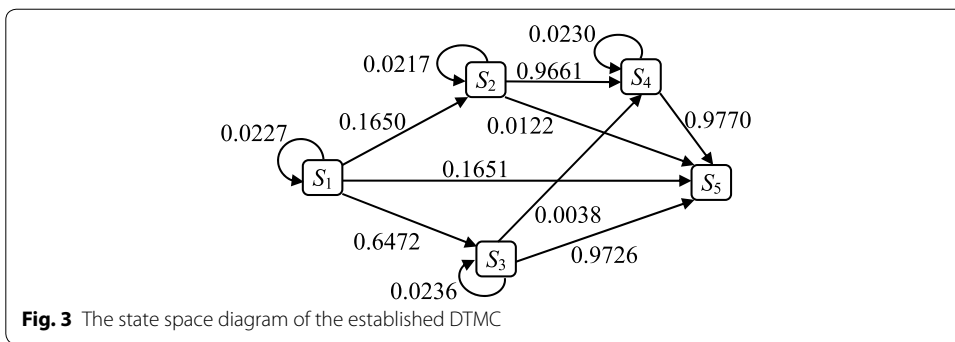 0.0230
0.0217
S2
0.9661
S4
0.0227
0.1650
0.0122
0.9770
S1
0.1651
S5
0.6472
0.0038
S3
0.9726
0.0236
Fig. 3 The state space diagram of the established DTMC